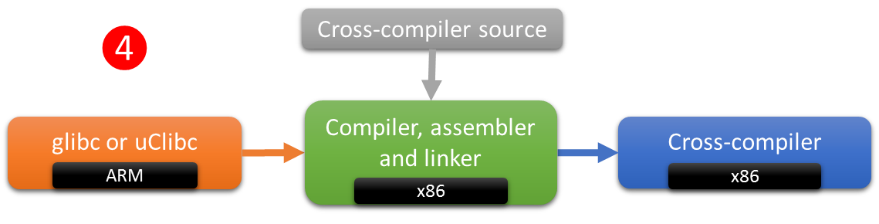 4
Cross-compiler source
glibc or uClibc
ARM
Compiler, assembler
and linker
x86
Cross-compiler
x86